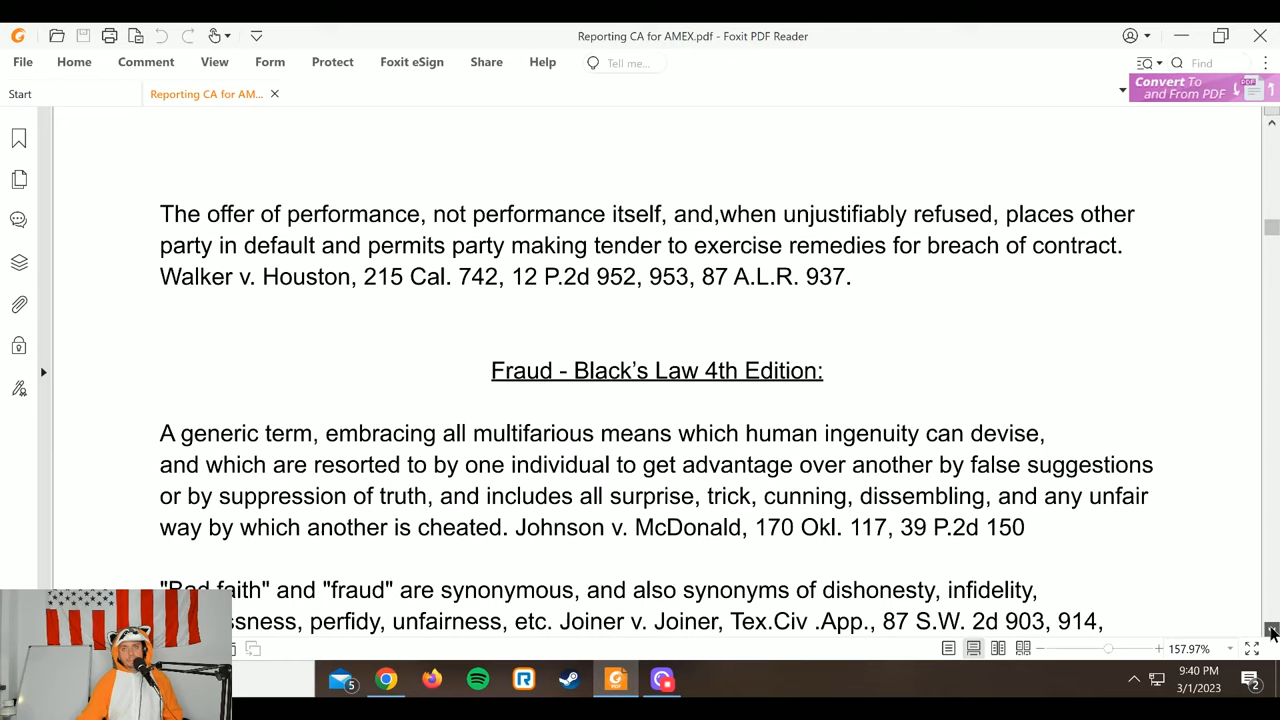 Reporting CA for AMEX.pdf - Foxit PDF Reader
File Home Comment View Form Protect Foxit eSign Share Help Tell me... Find
Start Reporting CA for AM... Convert To and From PDF
The offer of performance, not performance itself, and,when unjustifiably refused, places other
party in default and permits party making tender to exercise remedies for breach of contract.
Walker v. Houston, 215 Cal. 742, 12 P.2d 952, 953, 87 A.L.R. 937.
Fraud - Black's Law 4th Edition:
A generic term, embracing all multifarious means which human ingenuity can devise,
and which are resorted to by one individual to get advantage over another by false suggestions
or by suppression of truth, and includes all surprise, trick, cunning, dissembling, and any unfair
way by which another is cheated. Johnson v. McDonald, 170 Okl. 117, 39 P.2d 150
"Bad faith" and "fraud" are synonymous, and also synonyms of dishonesty, infidelity,
perfidy, unfairness, etc. Joiner v. Joiner, Tex.Civ .App., 87 S.W. 2d 903, 914,
157.97%
5
9:40 PM
3/1/2023
2